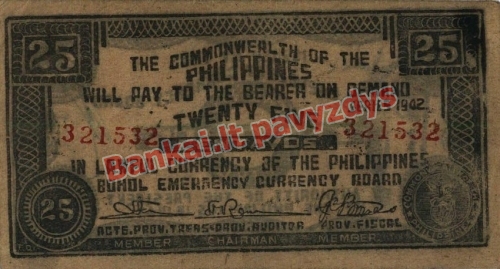 25 25
THE COMMONWEALTH OF THE
PHILIPPINES
WILL PAY TO THE BEARER ON DEMAND
TWENTY 1942.
321532 321532
Bankai.lt pavyzdys
IN CURRENCY OF THE PHILIPPINES
BOHOL EMERGENCY CURRENCY BOARD
25
ACTG. PROV. TREAS. PROV. AUDITOR PROV. FISCAL
MEMBER CHAIRMAN MEMBER